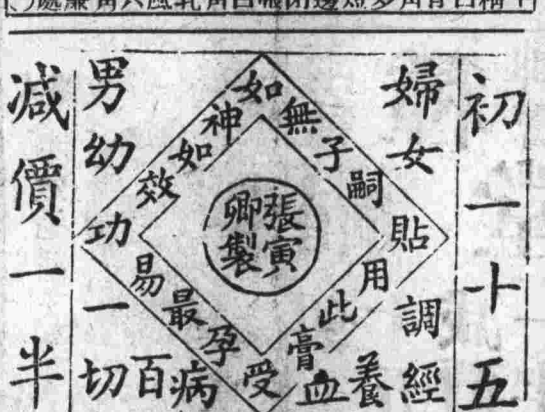 初一十五
婦女調經養血
如無子嗣貼用此膏受孕最易功效如神
張寅卿製
男幼一切百病
减價一半